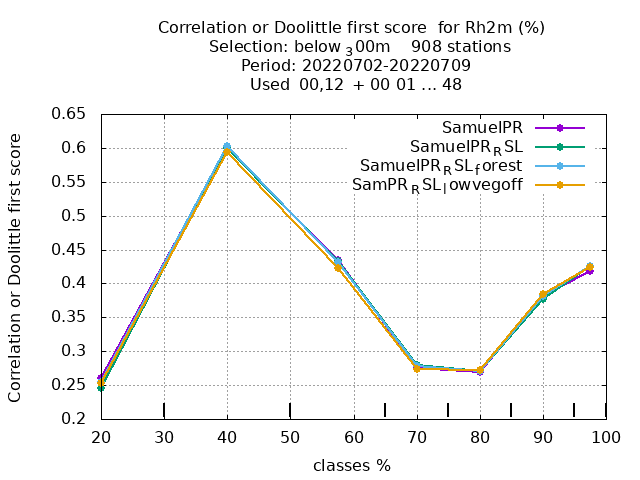 Correlation or Doolittle first score  for Rh2m (%)
Selection: below ₃00m    908 stations
Period: 20220702-20220709
Used  00,12  + 00 01 ... 48
Correlation or Doolittle first score
0.65
0.6
0.55
0.5
0.45
0.4
0.35
0.3
0.25
0.2
SamuelPR
SamuelPR_RSL
SamuelPR_RSL_forest
SamPR_RSL_lowvegoff
20 30 40 50 60 70 80 90 100
classes %